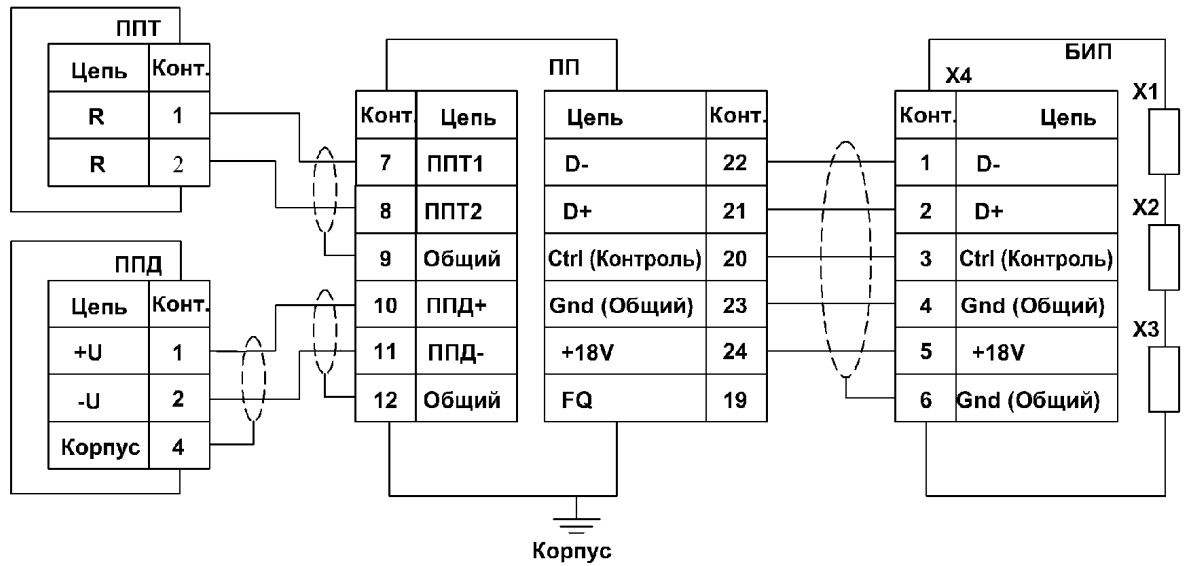 ППТ
Цепь Конт.
R 1
R 2
ППД
Цепь Конт.
+U 1
-U 2
Корпус 4
ПП
Конт. Цепь
7 ППТ1
8 ППТ2
9 Общий
10 ППД+
11 ППД-
12 Общий
Цепь Конт.
D- 22
D+ 21
Ctrl (Контроль) 20
Gnd (Общий) 23
+18V 24
FQ 19
Корпус
БИП
X4
Конт. Цепь
1 D-
2 D+
3 Ctrl (Контроль)
4 Gnd (Общий)
5 +18V
6 Gnd (Общий)
X1
X2
X3